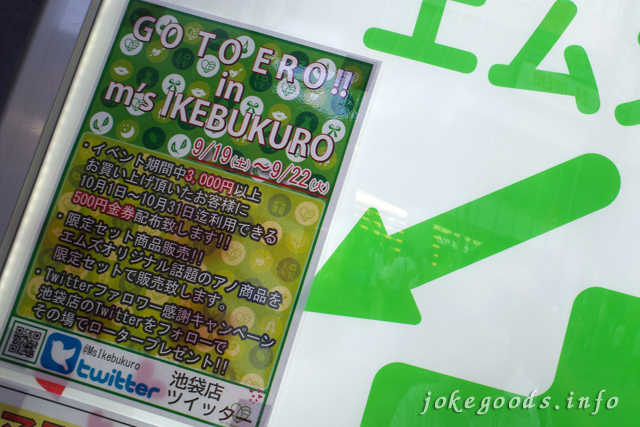 GO TO ERO!!
in
m's IKEBUKURO
9/19(土)～9/22(火)
・イベント期間中3,000円以上
お買い上げ頂いたお客様に
10月1日～10月31日迄利用できる
500円金券配布致します!!
・限定セット商品販売!!
エムズオリジナル話題のアノ商品を
限定セットで販売致します。
・Twitterファロワー感謝キャンペーン
池袋店のTwitterをフォローで
その場でロータープレゼント!!
@MsIkebukuro
twitter
池袋店
ツイッター
エムズ
jokegoods.info